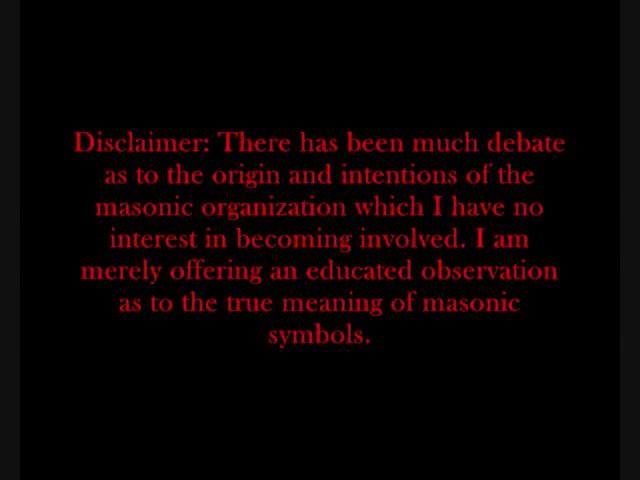 Disclaimer: There has been much debate
as to the origin and intentions of the
masonic organization which I have no
interest in becoming involved. I am
merely offering an educated observation
as to the true meaning of masonic
symbols.